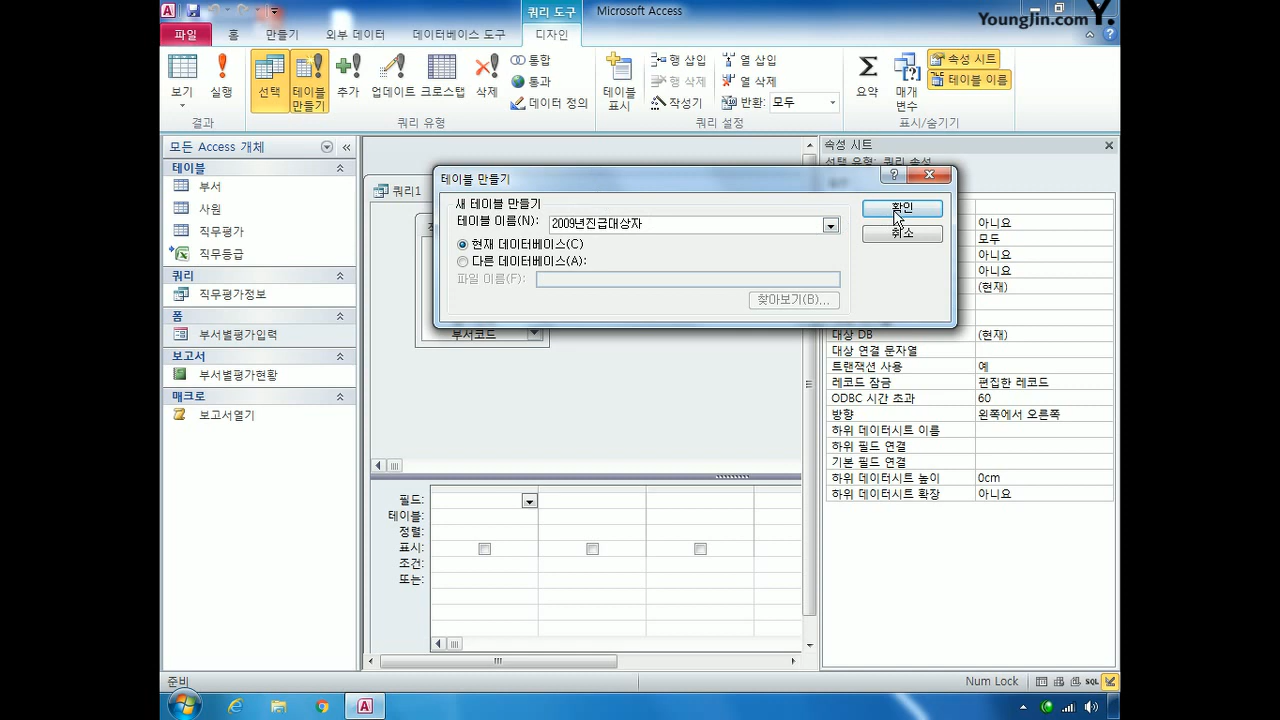 쿼리 도구
Microsoft Access
YoungJin.com Y.
파일
홈
만들기
외부 데이터
데이터베이스 도구
디자인
보기
실행
선택
테이블
만들기
추가
업데이트
크로스탭
삭제
통합
통과
데이터 정의
테이블
표시
행 삽입
행 삭제
작성기
열 삽입
열 삭제
반환: 모두
요약
매개
변수
속성 시트
테이블 이름
결과
쿼리 유형
쿼리 설정
표시/숨기기
모든 Access 개체
테이블
부서
사원
직무평가
직무등급
쿼리
직무평가정보
폼
부서별평가입력
보고서
부서별평가현황
매크로
보고서열기
쿼리1
테이블 만들기
새 테이블 만들기
테이블 이름(N): 2009년진급대상자
현재 데이터베이스(C)
다른 데이터베이스(A):
파일 이름(F):
찾아보기(B)...
확인
취소
부서코드
필드:
테이블:
정렬:
표시:
조건:
또는:
속성 시트
선택 유형: 쿼리 속성
아니요
모두
아니요
아니요
(현재)
대상 DB (현재)
대상 연결 문자열
트랜잭션 사용 예
레코드 잠금 편집한 레코드
ODBC 시간 초과 60
방향 왼쪽에서 오른쪽
하위 데이터시트 이름
하위 필드 연결
기본 필드 연결
하위 데이터시트 높이 0cm
하위 데이터시트 확장 아니요
준비
Num Lock
SQL